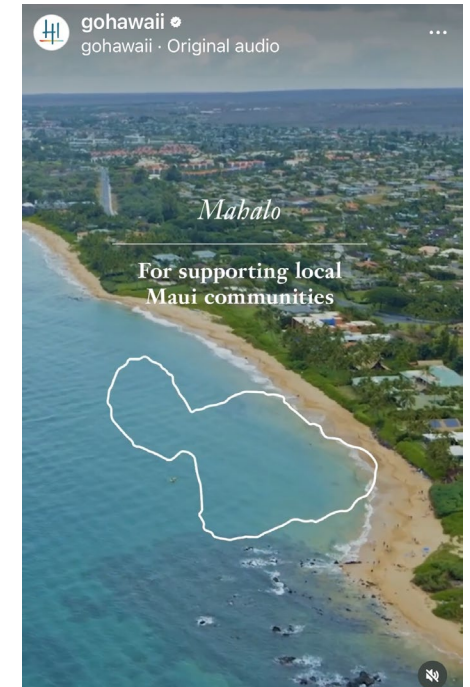 gohawaii
gohawaii · Original audio
Mahalo
For supporting local
Maui communities